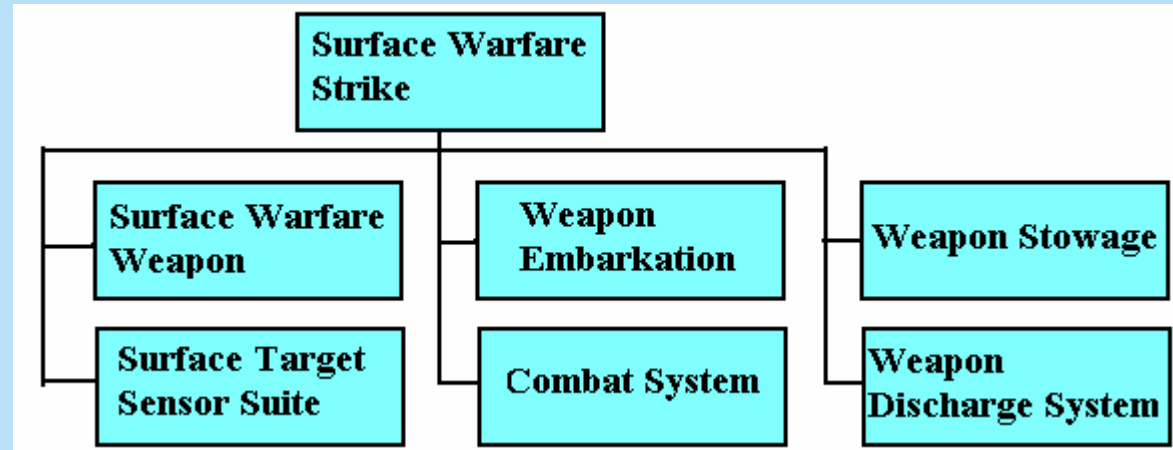 Surface Warfare
Strike
Surface Warfare
Weapon
Weapon
Embarkation
Weapon Stowage
Surface Target
Sensor Suite
Combat System
Weapon
Discharge System